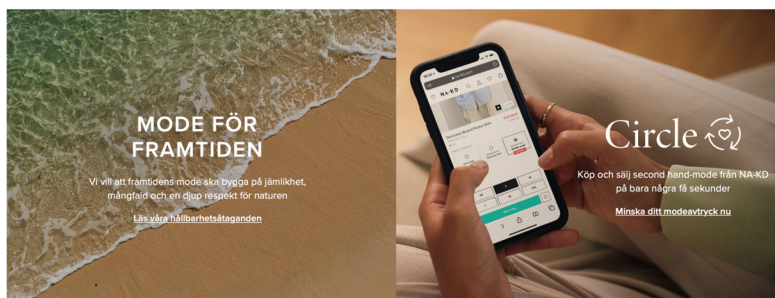 MODE FÖR
FRAMTIDEN
Vi vill att framtidens mode ska bygga på jämlikhet,
mångfald och en djup respekt för naturen
Läs våra hållbarhetsåtaganden
NA-KD
Circle
Köp och sälj second hand-mode från NA-KD
på bara några få sekunder
Minska ditt modeavtryck nu